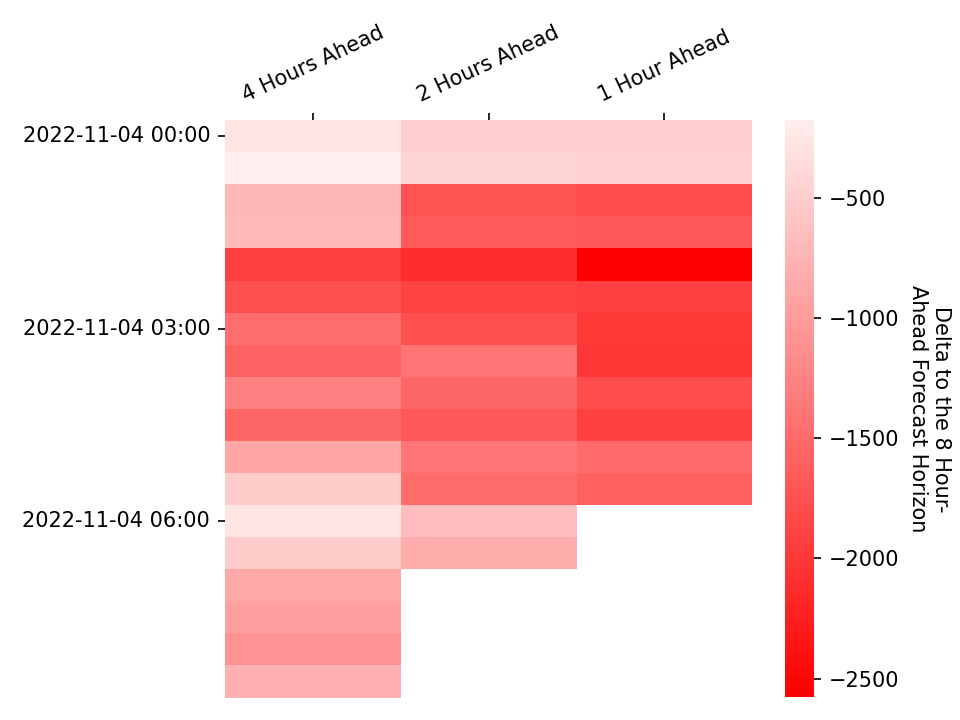 4 Hours Ahead
2 Hours Ahead
1 Hour Ahead
2022-11-04 00:00
2022-11-04 03:00
2022-11-04 06:00
−500
−1000
−1500
−2000
−2500
Delta to the 8 Hour-
Ahead Forecast Horizon